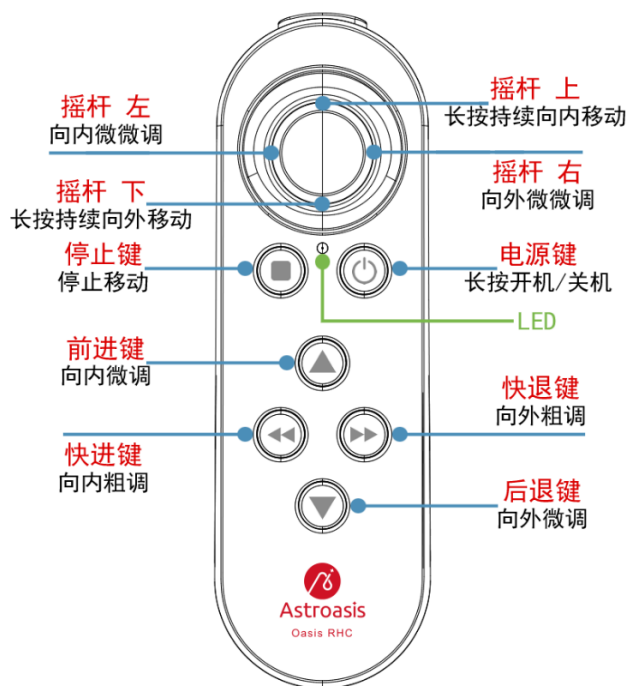 摇杆 左
向内微微调
摇杆 上
长按持续向内移动
摇杆 下
长按持续向外移动
摇杆 右
向外微微调
停止键
停止移动
电源键
长按开机/关机
LED
前进键
向内微调
快退键
向外粗调
快进键
向内粗调
后退键
向外微调
Astroasis
Oasis RHC